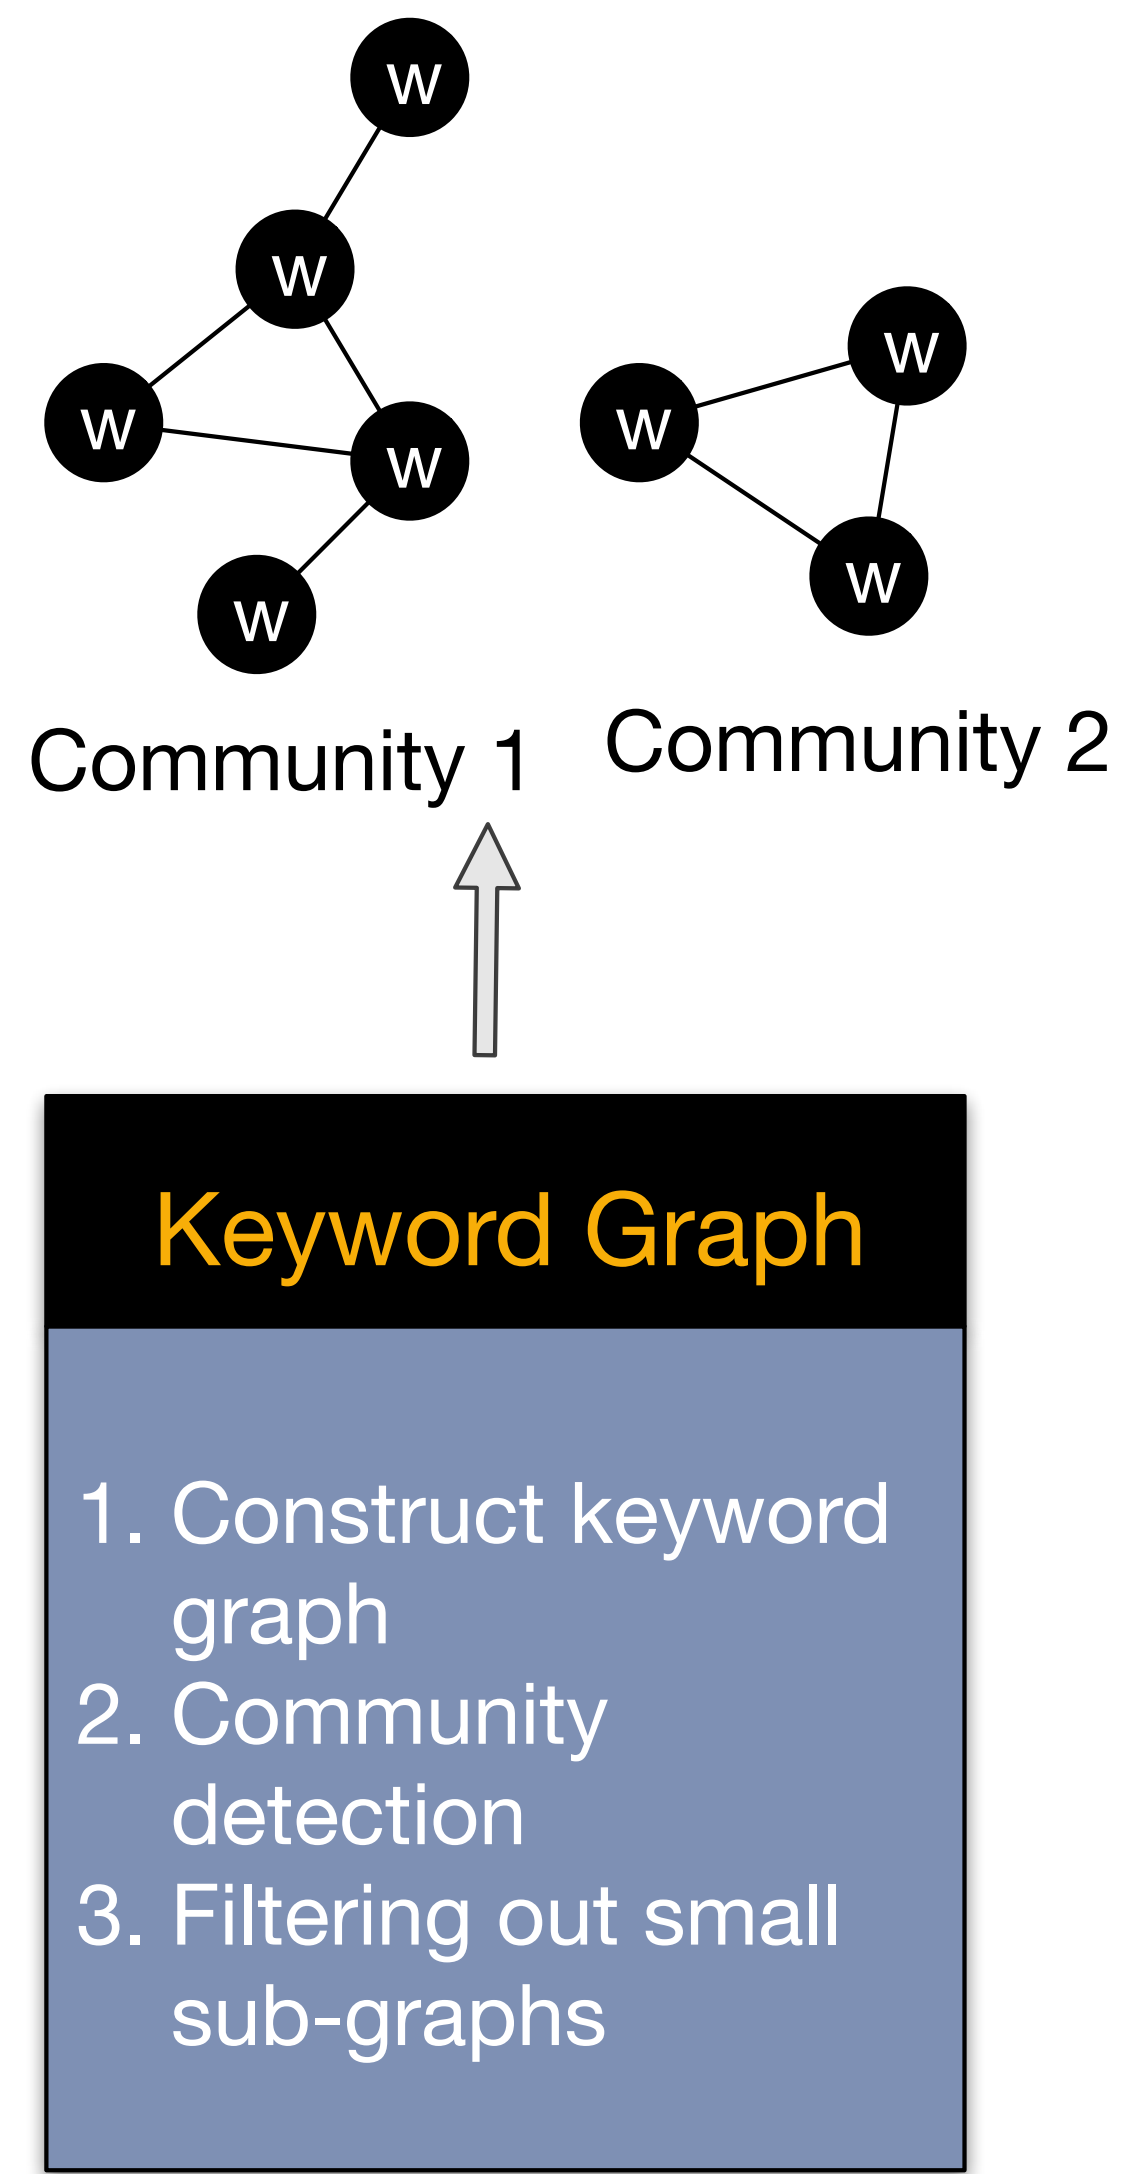 w
w
w
w
w
w
w
w
Community 1
Community 2
Keyword Graph
1. Construct keyword
graph
2. Community
detection
3. Filtering out small
sub-graphs